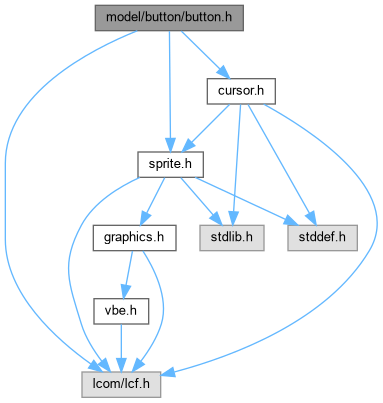 model/button/button.h
cursor.h
sprite.h
graphics.h
stdlib.h
stddef.h
vbe.h
lcom/lcf.h